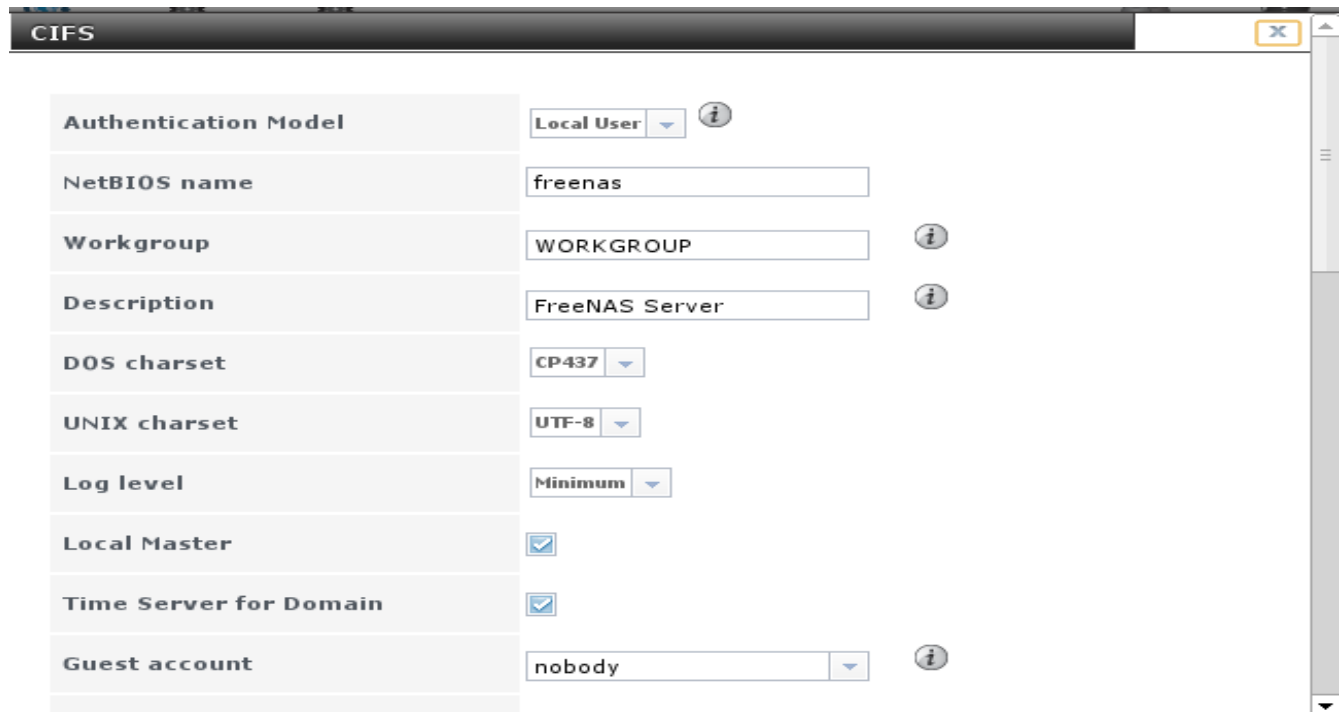 CIFS
Authentication Model Local User
NetBIOS name freenas
Workgroup WORKGROUP
Description FreeNAS Server
DOS charset CP437
UNIX charset UTF-8
Log level Minimum
Local Master
Time Server for Domain
Guest account nobody